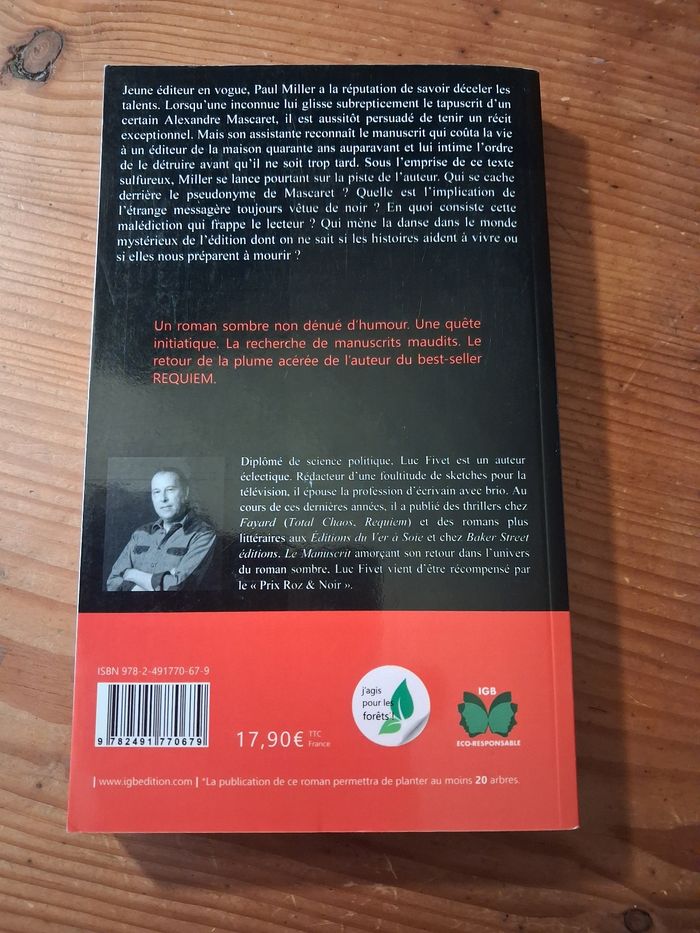 Jeune éditeur en vogue, Paul Miller a la réputation de savoir déceler les
talents. Lorsqu'une inconnue lui glisse subrepticement le tapuscrit d'un
certain Alexandre Mascaret, il est aussitôt persuadé de tenir un récit
exceptionnel. Mais son assistante reconnaît le manuscrit qui coûta la vie
à un éditeur de la maison quarante ans auparavant et lui intime l'ordre
de le détruire avant qu'il ne soit trop tard. Sous l'emprise de ce texte
sulfureux, Miller se lance pourtant sur la piste de l'auteur. Qui se cache
derrière le pseudonyme de Mascaret ? Quelle est l'implication de
l'étrange messagère toujours vêtue de noir ? En quoi consiste cette
malédiction qui frappe le lecteur ? Qui mène la danse dans le monde
mystérieux de l'édition dont on ne sait si les histoires aident à vivre ou
si elles nous préparent à mourir ?
Un roman sombre non dénué d'humour. Une quête
initiatique. La recherche de manuscrits maudits. Le
retour de la plume acérée de l'auteur du best-seller
REQUIEM.
Diplômé de science politique, Luc Fivet est un auteur
éclectique. Rédacteur d'une foultitude de sketches pour la
télévision, il épouse la profession d'écrivain avec brio. Au
cours de ces dernières années, il a publié des thrillers chez
Fayard (Total Chaos, Requiem) et des romans plus
littéraires aux Éditions du Ver à Soie et chez Baker Street
éditions. Le Manuscrit amorçant son retour dans l'univers
du roman sombre, Luc Fivet vient d'être récompensé par
le « Prix Roz & Noir ».
ISBN 978-2-491770-67-9
9 782491 770679
17,90€ TTC France
j'agis
pour les
forêts !
IGB
ECO-RESPONSABLE
| www.igbedition.com | *La publication de ce roman permettra de planter au moins 20 arbres.